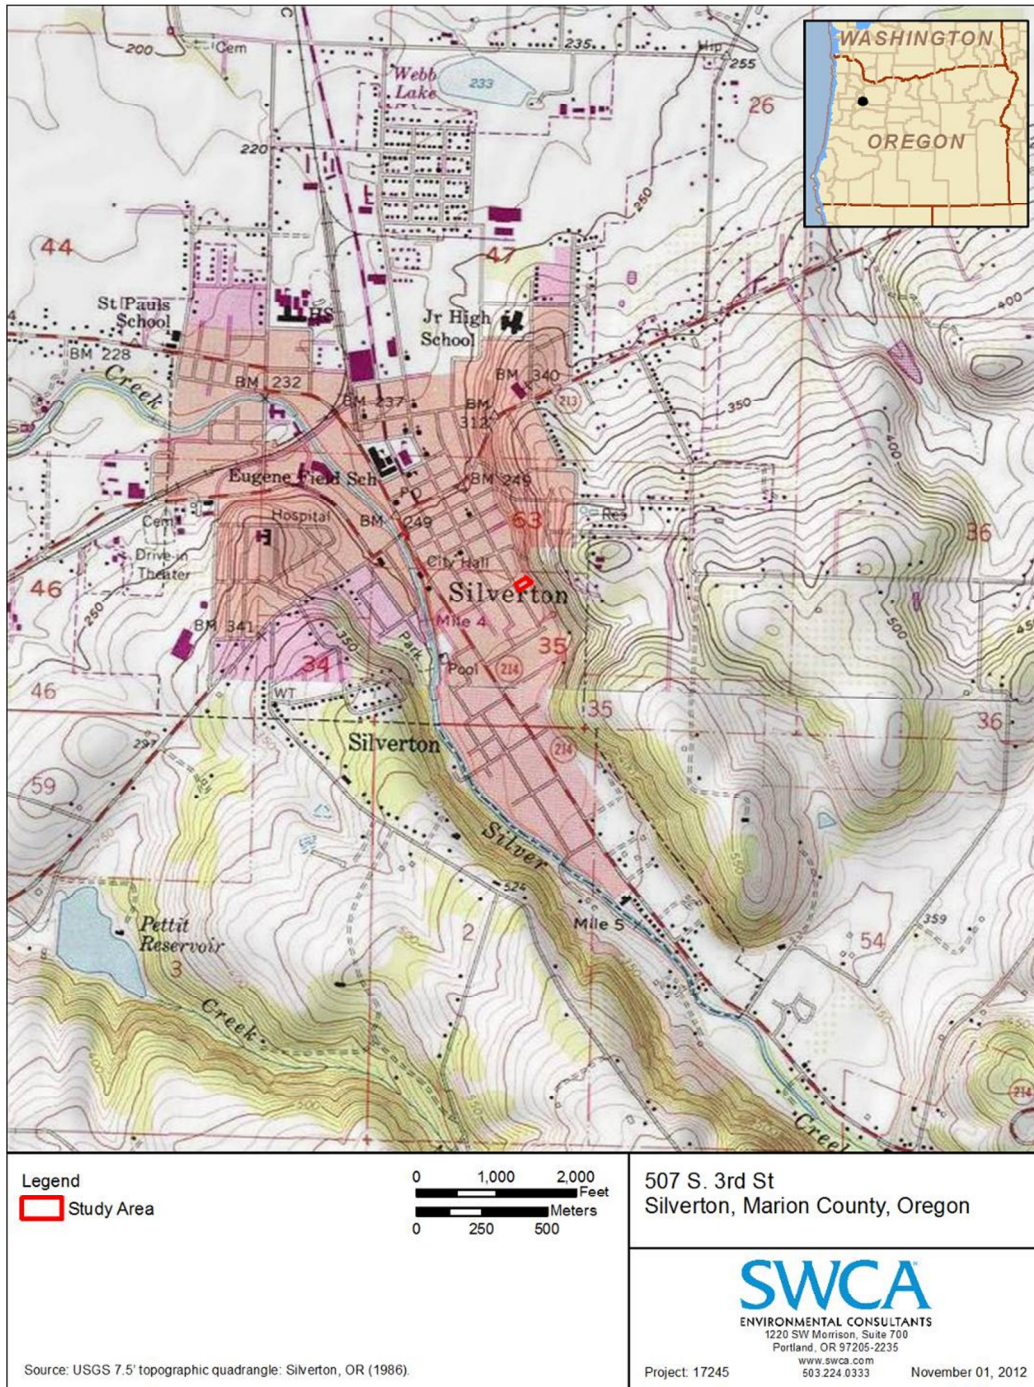 200
Cem
C
235
Hip
255
WASHINGTON
OREGON
Webb
Lake
233
26
220
250
44
47
400
St Pauls
School
HS
Jr High
School
BM 228
Creek
BM 232
BM 237
BM 340
BM
312
213
350
400
Eugene Field Sch
PO
BM 249
Hospital
BM 249
63
Res
36
Cem
Drive-in
Theater
City Hall
46
250
Silverton
500
BM 341
Mile 4
350
Park
34
Pool
214
35
46
WT
35
36
297
Silverton
214
59
Silver
524
Mile 5
359
Pettit
Reservoir
3
2
54
Creek
Creek
214
Legend
Study Area
0 1,000 2,000
Feet
Meters
0 250 500
507 S. 3rd St
Silverton, Marion County, Oregon
SWCA
ENVIRONMENTAL CONSULTANTS
1220 SW Morrison, Suite 700
Portland, OR 97205-2235
www.swca.com
503.224.0333
Source: USGS 7.5' topographic quadrangle: Silverton, OR (1986).
Project: 17245
November 01, 2012